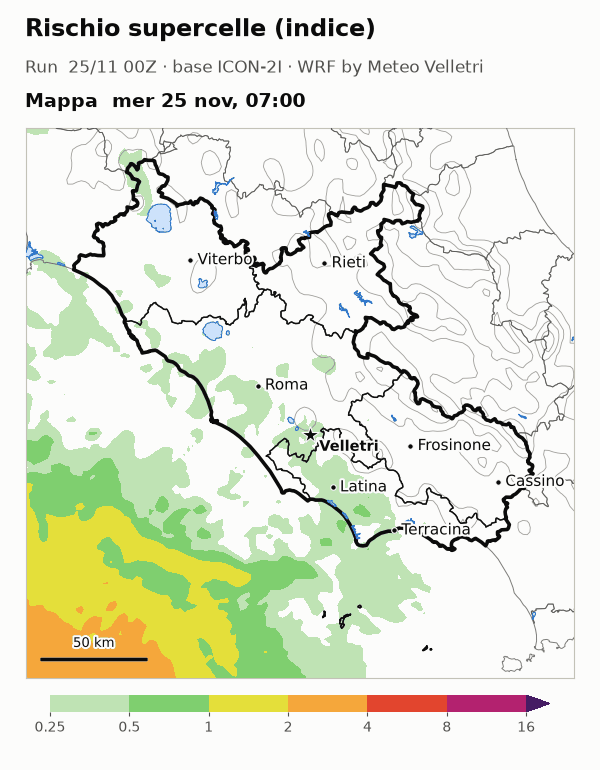 Rischio supercelle (indice)
Run  25/11 00Z · base ICON-2I · WRF by Meteo Velletri
Mappa  mer 25 nov, 07:00
Viterbo
Rieti
Roma
Velletri
Frosinone
Latina
Cassino
Terracina
50 km
0.25 0.5 1 2 4 8 16